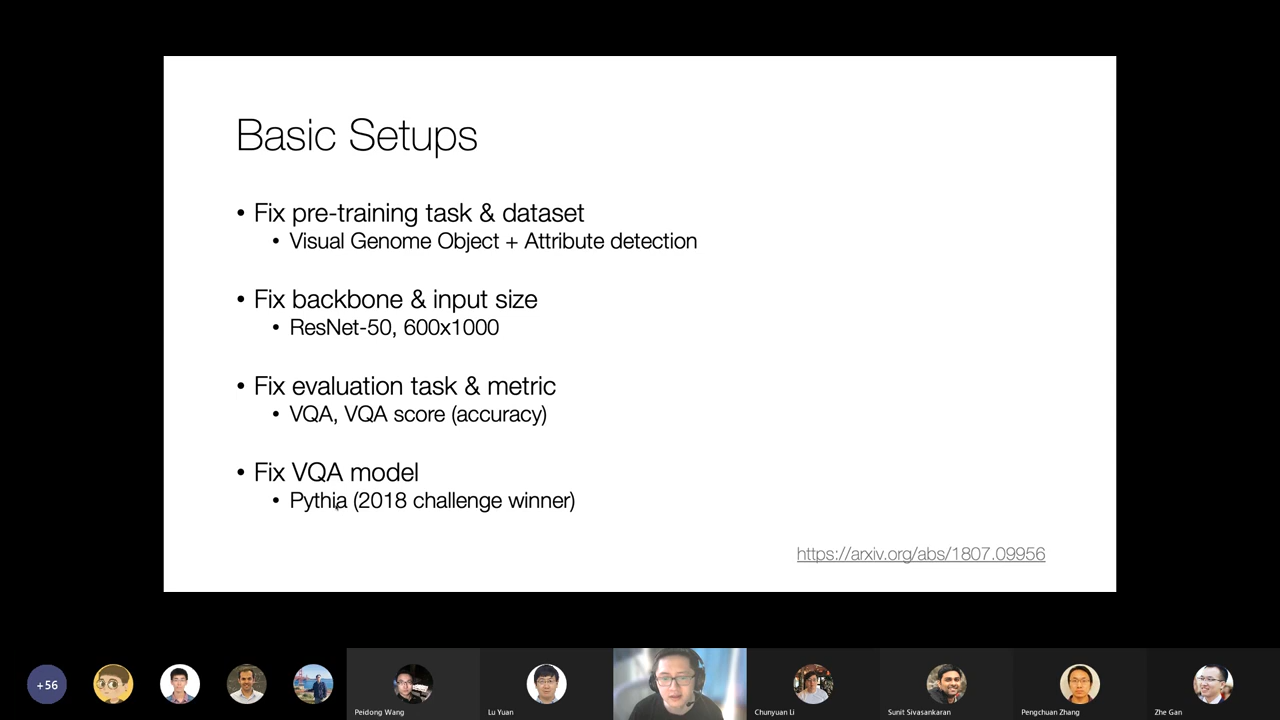 Basic Setups
• Fix pre-training task & dataset
• Visual Genome Object + Attribute detection
• Fix backbone & input size
• ResNet-50, 600x1000
• Fix evaluation task & metric
• VQA, VQA score (accuracy)
• Fix VQA model
• Pythia (2018 challenge winner)
https://arxiv.org/abs/1807.09956
+56
Peidong Wang
Lu Yuan
Chunyuan Li
Sunit Sivasankaran
Pengchuan Zhang
Zhe Gan